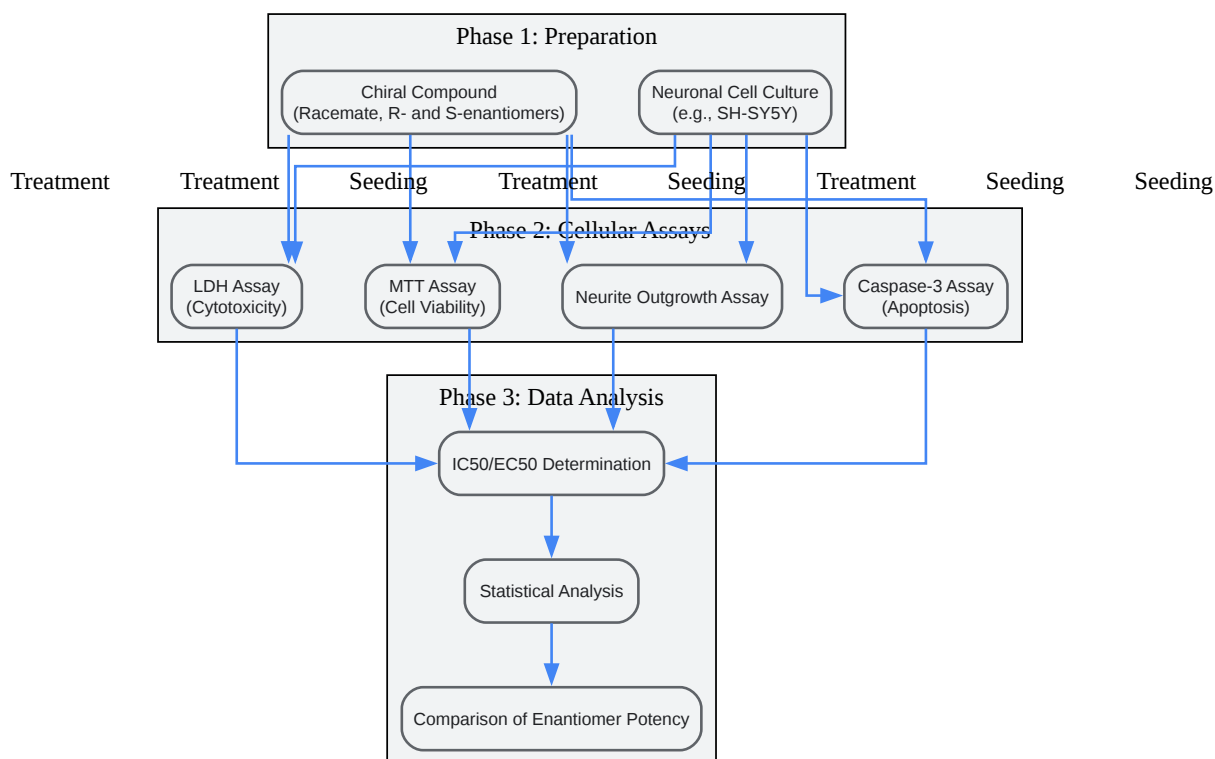 Phase 1: Preparation
Chiral Compound
(Racemate, R- and S-enantiomers)
Neuronal Cell Culture
(e.g., SH-SY5Y)
Treatment Treatment Seeding Treatment Seeding Treatment Seeding Seeding
Phase 2: Cellular Assays
LDH Assay
(Cytotoxicity)
MTT Assay
(Cell Viability)
Neurite Outgrowth Assay
Caspase-3 Assay
(Apoptosis)
Phase 3: Data Analysis
IC50/EC50 Determination
Statistical Analysis
Comparison of Enantiomer Potency